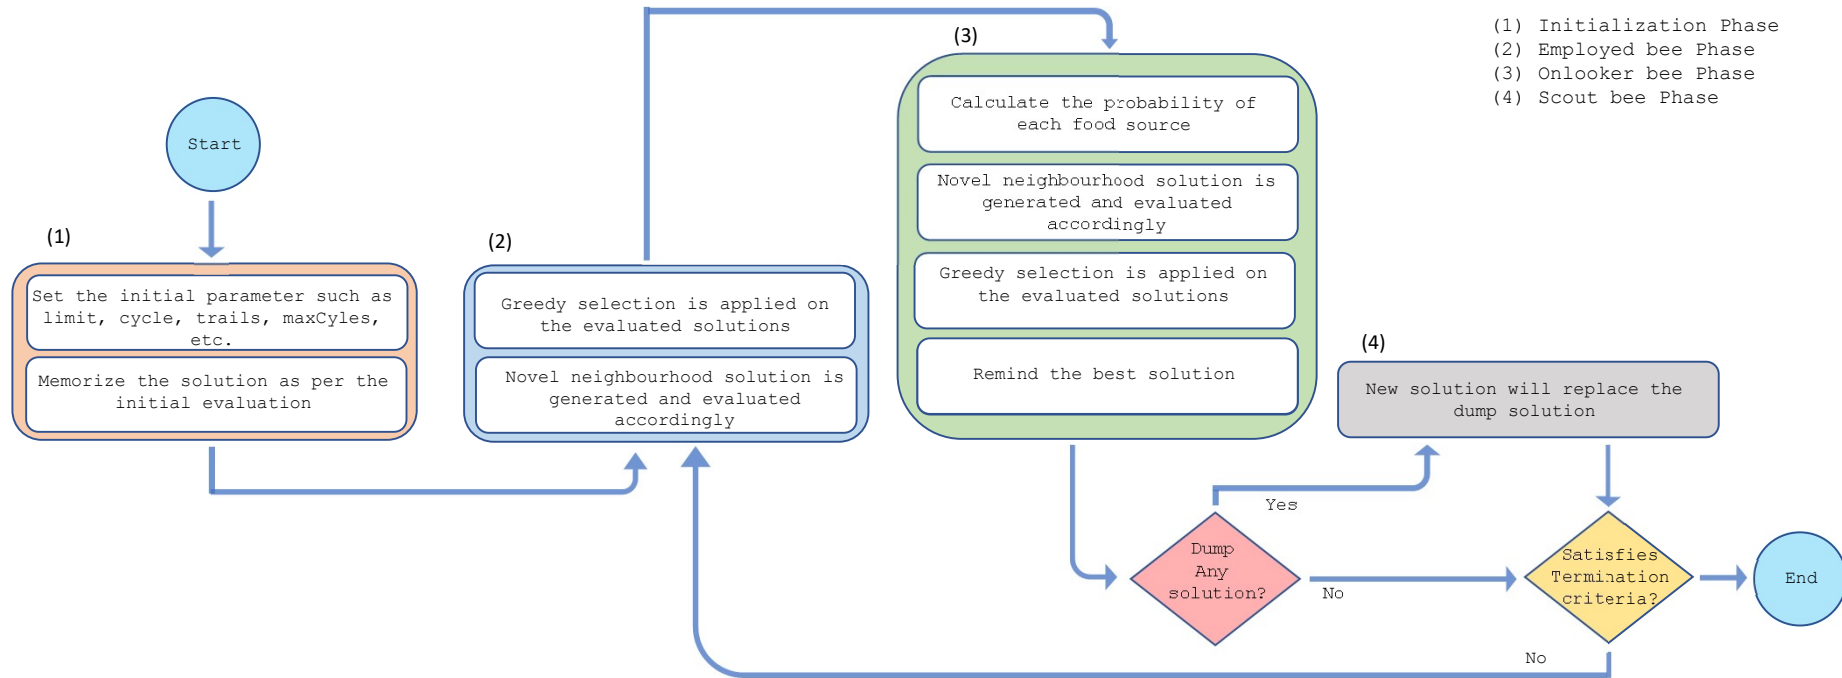 (1) Initialization Phase
(2) Employed bee Phase
(3) Onlooker bee Phase
(4) Scout bee Phase
Start
(1)
Set the initial parameter such as
limit, cycle, trails, maxCyles,
etc.
Memorize the solution as per the
initial evaluation
(2)
Greedy selection is applied on
the evaluated solutions
Novel neighbourhood solution is
generated and evaluated
accordingly
(3)
Calculate the probability of
each food source
Novel neighbourhood solution is
generated and evaluated
accordingly
Greedy selection is applied on
the evaluated solutions
Remind the best solution
(4)
New solution will replace the
dump solution
Yes
Dump
Any
solution?
No
Satisfies
Termination
criteria?
No
End